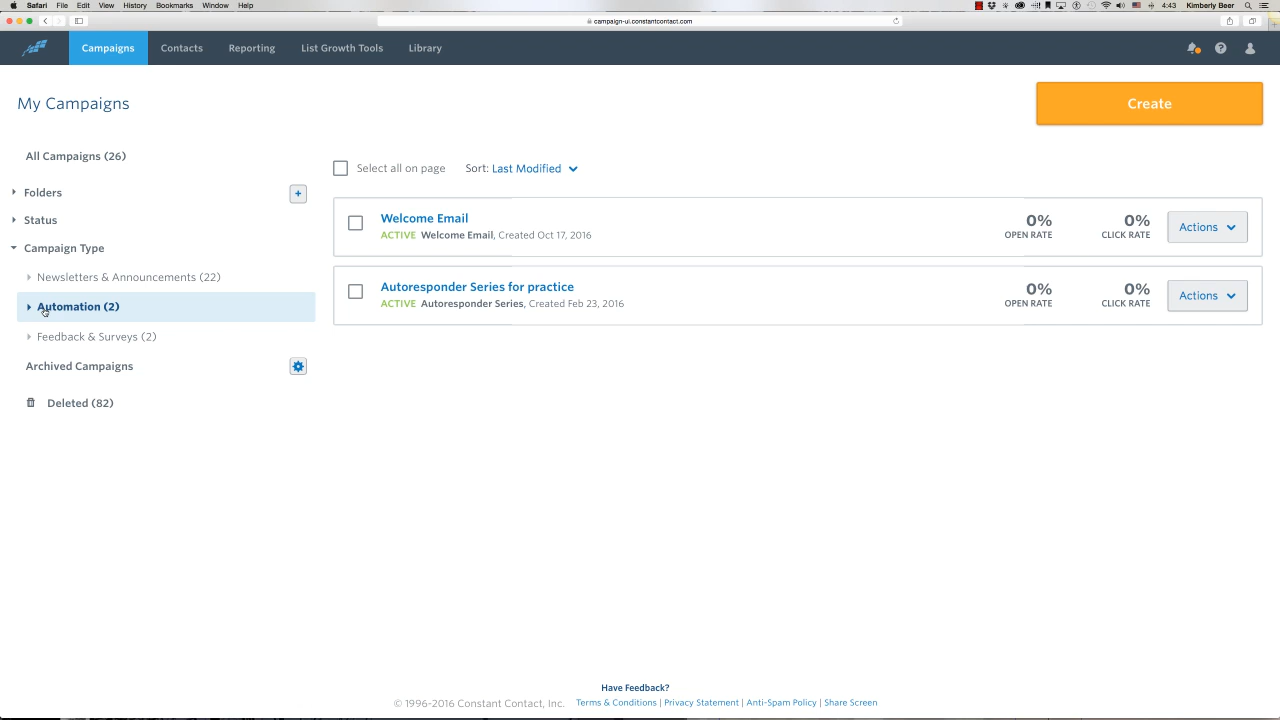 Safari File Edit View History Bookmarks Window Help 4:43 Kimberly Beer
campaign-ui.constantcontact.com
Campaigns Contacts Reporting List Growth Tools Library
My Campaigns
Create
All Campaigns (26)
Select all on page Sort: Last Modified
Folders
+
Status
Campaign Type
Newsletters & Announcements (22)
Automation (2)
Feedback & Surveys (2)
Archived Campaigns
Deleted (82)
Welcome Email
ACTIVE Welcome Email, Created Oct 17, 2016
0% 0%
OPEN RATE CLICK RATE
Actions
Autoresponder Series for practice
ACTIVE Autoresponder Series, Created Feb 23, 2016
0% 0%
OPEN RATE CLICK RATE
Actions
Have Feedback?
© 1996-2016 Constant Contact, Inc. Terms & Conditions | Privacy Statement | Anti-Spam Policy | Share Screen